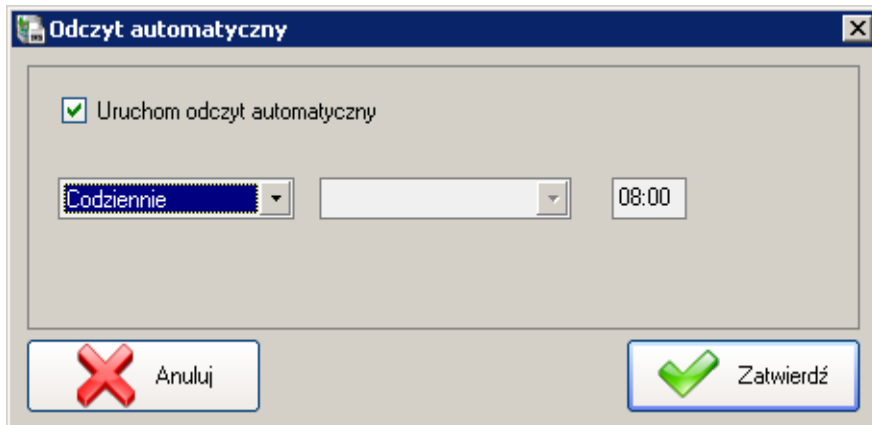 Odczyt automatyczny
Uruchom odczyt automatyczny
Codziennie 08:00
Anuluj Zatwierdź